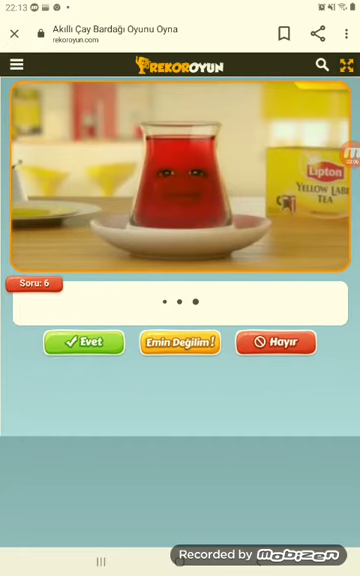 22:13
Akıllı Çay Bardağı Oyunu Oyna
rekoroyun.com
REKOROYUN
Lipton
YELLOW LABEL
TEA
Soru: 6
Evet
Emin Değilim!
Hayır
Recorded by MOBIZEN